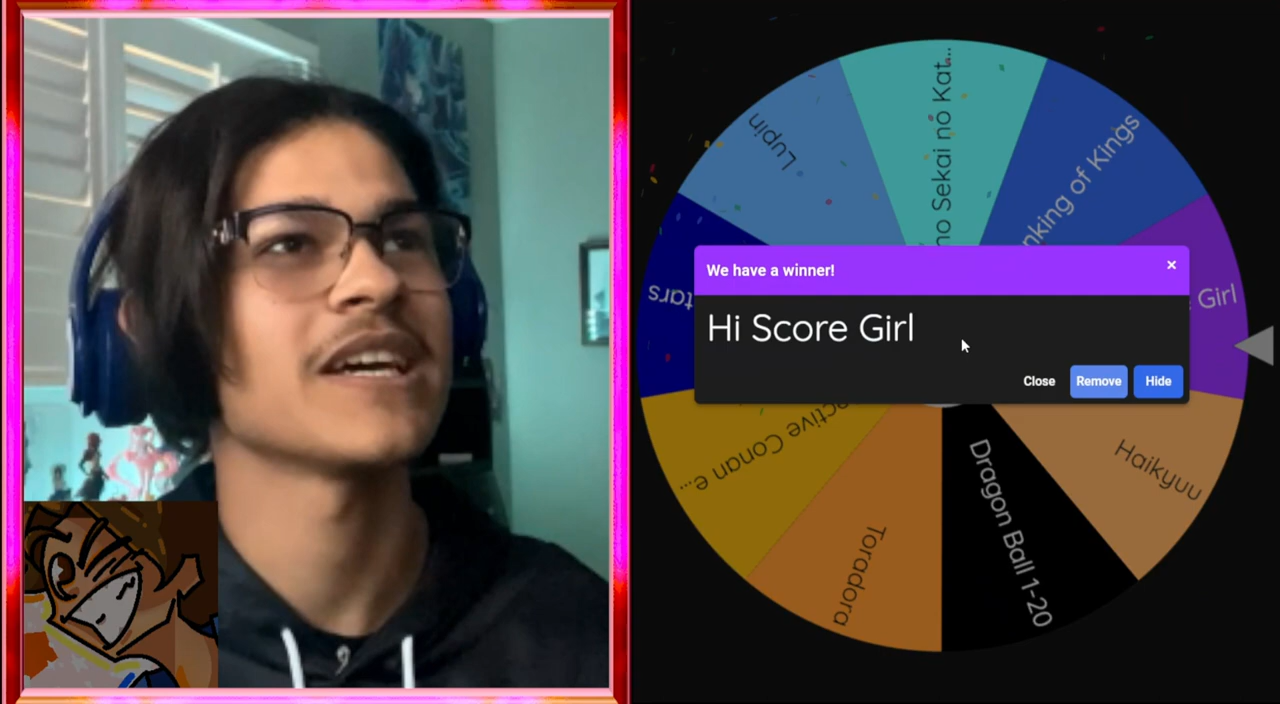 Lupin
no Sekai no Kat...
nking of Kings
Girl
tars
We have a winner!
×
Hi Score Girl
Close
Remove
Hide
ctive Conan e...
Toradora
Dragon Ball 1-20
Haikyuu